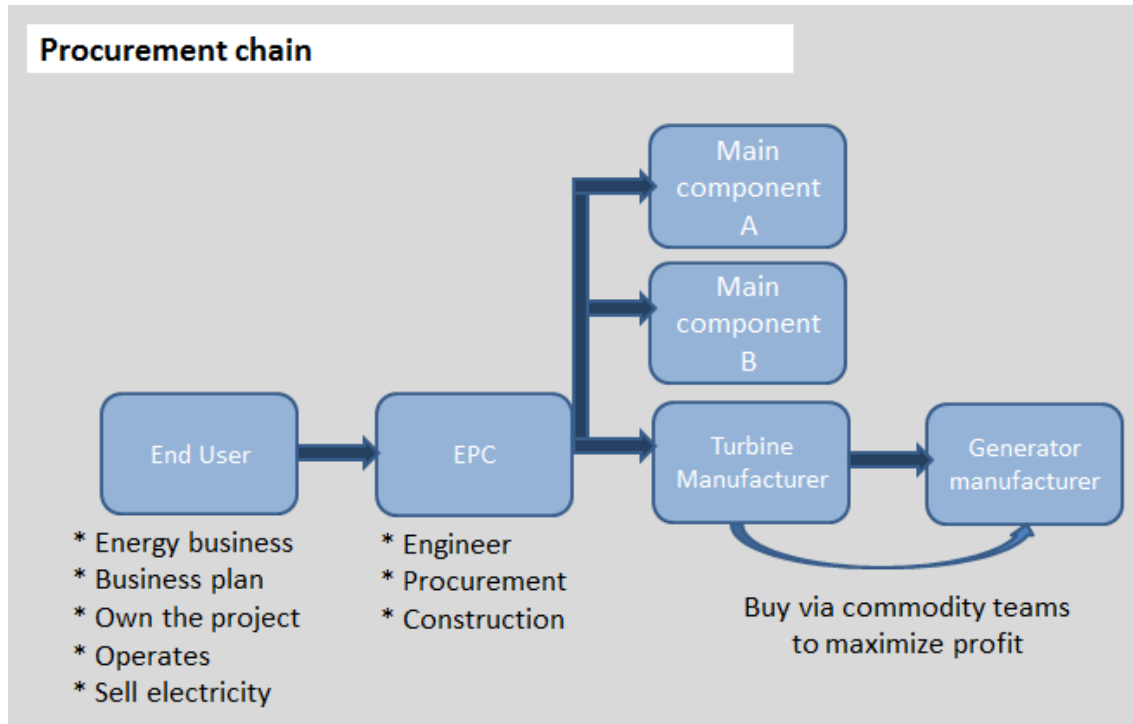 Procurement chain
Main
component
A
Main
component
B
End User
EPC
Turbine
Manufacturer
Generator
manufacturer
* Energy business
* Business plan
* Own the project
* Operates
* Sell electricity
* Engineer
* Procurement
* Construction
Buy via commodity teams
to maximize profit